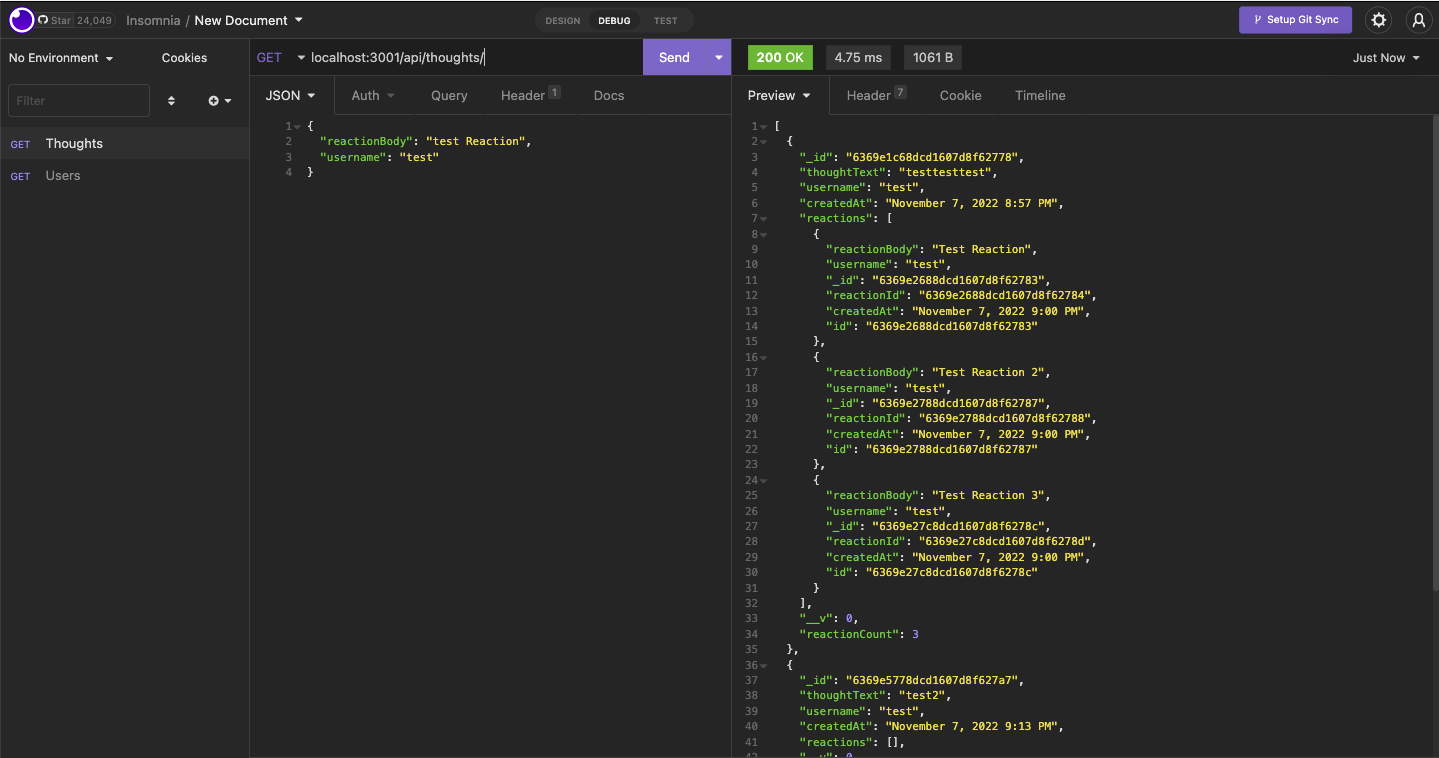 Star 24,049 Insomnia / New Document DESIGN DEBUG TEST Setup Git Sync
No Environment Cookies GET localhost:3001/api/thoughts/ Send 200 OK 4.75 ms 1061 B Just Now
Filter JSON Auth Query Header 1 Docs Preview Header 7 Cookie Timeline
GET Thoughts
GET Users
1 {
2 "reactionBody": "test Reaction",
3 "username": "test"
4 }
1 [
2 {
3 "_id": "6369e1c68dcd1607d8f62778",
4 "thoughtText": "testtesttest",
5 "username": "test",
6 "createdAt": "November 7, 2022 8:57 PM",
7 "reactions": [
8 {
9 "reactionBody": "Test Reaction",
10 "username": "test",
11 "_id": "6369e2688dcd1607d8f62783",
12 "reactionId": "6369e2688dcd1607d8f62784",
13 "createdAt": "November 7, 2022 9:00 PM",
14 "id": "6369e2688dcd1607d8f62783"
15 },
16 {
17 "reactionBody": "Test Reaction 2",
18 "username": "test",
19 "_id": "6369e2788dcd1607d8f62787",
20 "reactionId": "6369e2788dcd1607d8f62788",
21 "createdAt": "November 7, 2022 9:00 PM",
22 "id": "6369e2788dcd1607d8f62787"
23 },
24 {
25 "reactionBody": "Test Reaction 3",
26 "username": "test",
27 "_id": "6369e27c8dcd1607d8f6278c",
28 "reactionId": "6369e27c8dcd1607d8f6278d",
29 "createdAt": "November 7, 2022 9:00 PM",
30 "id": "6369e27c8dcd1607d8f6278c"
31 }
32 ],
33 "__v": 0,
34 "reactionCount": 3
35 },
36 {
37 "_id": "6369e5778dcd1607d8f627a7",
38 "thoughtText": "test2",
39 "username": "test",
40 "createdAt": "November 7, 2022 9:13 PM",
41 "reactions": [],
42 "__v": 0